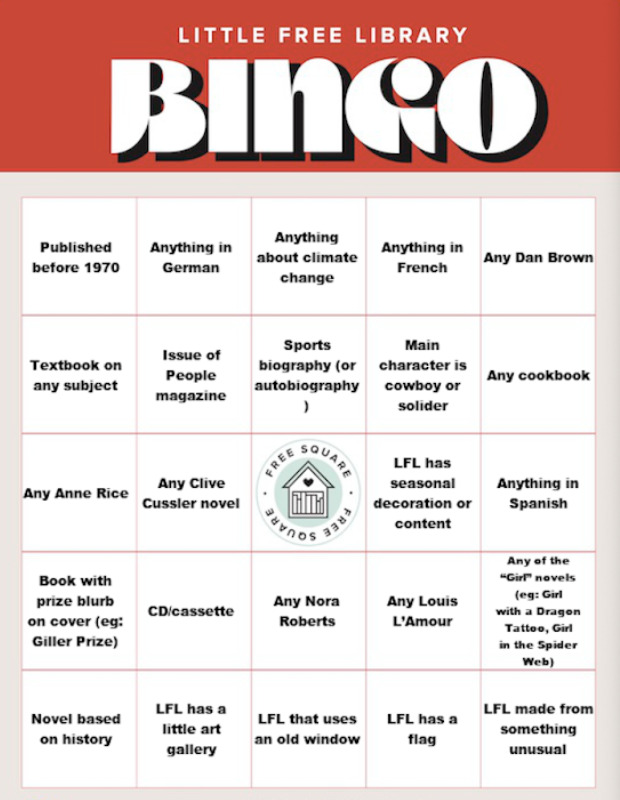 LITTLE FREE LIBRARY
BINGO
Published
before 1970
Anything in
German
Anything
about climate
change
Anything in
French
Any Dan Brown
Textbook on
any subject
Issue of
People
magazine
Sports
biography (or
autobiography
)
Main
character is
cowboy or
solider
Any cookbook
Any Anne Rice
Any Clive
Cussler novel
FREE SQUARE
FREE SQUARE
LFL has
seasonal
decoration or
content
Anything in
Spanish
Book with
prize blurb
on cover (eg:
Giller Prize)
CD/cassette
Any Nora
Roberts
Any Louis
L’Amour
Any of the
“Girl” novels
(eg: Girl
with a Dragon
Tattoo, Girl
in the Spider
Web)
Novel based
on history
LFL has a
little art
gallery
LFL that uses
an old window
LFL has a
flag
LFL made from
something
unusual